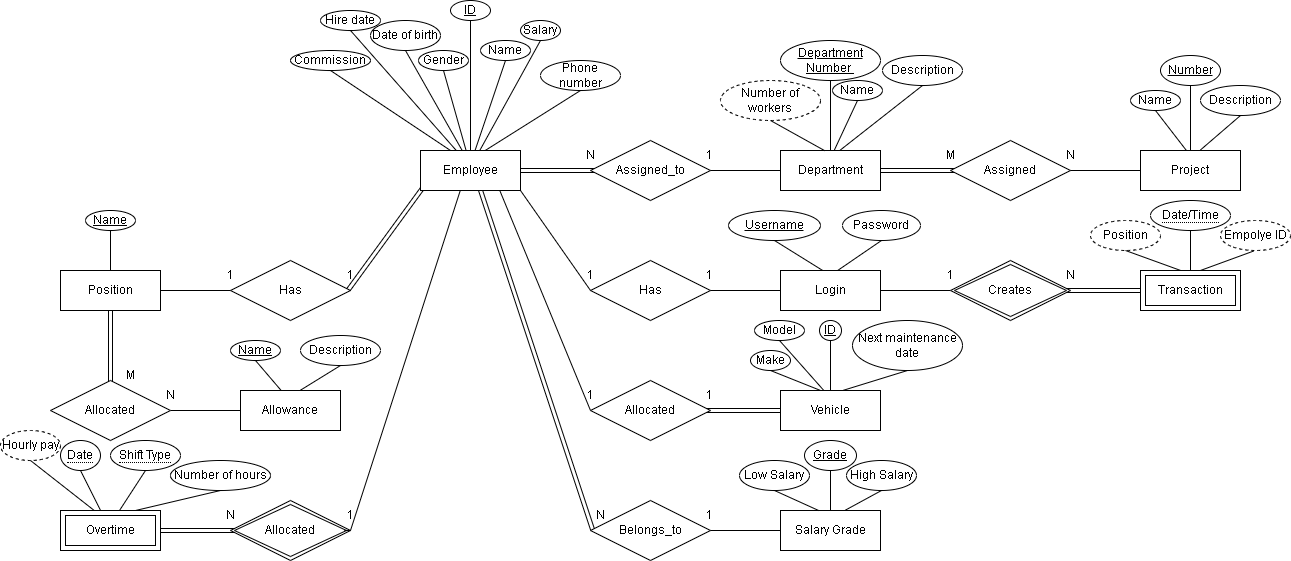 ID
Hire date
Salary
Date of birth
Name
Commission
Gender
Phone
number
Department
Number
Description
Number of
workers
Name
Number
Name
Description
Employee
N
Assigned_to
1
Department
M
Assigned
N
Project
Name
Username
Password
Date/Time
Position
Empolye ID
Position
1
Has
1
1
Has
1
Login
1
Creates
N
Transaction
Model
ID
Next maintenance
date
Make
Name
Description
M
Allocated
N
Allowance
1
Allocated
1
Vehicle
Hourly pay
Date
Shift Type
Number of hours
Grade
Low Salary
High Salary
Overtime
N
Allocated
1
N
Belongs_to
1
Salary Grade